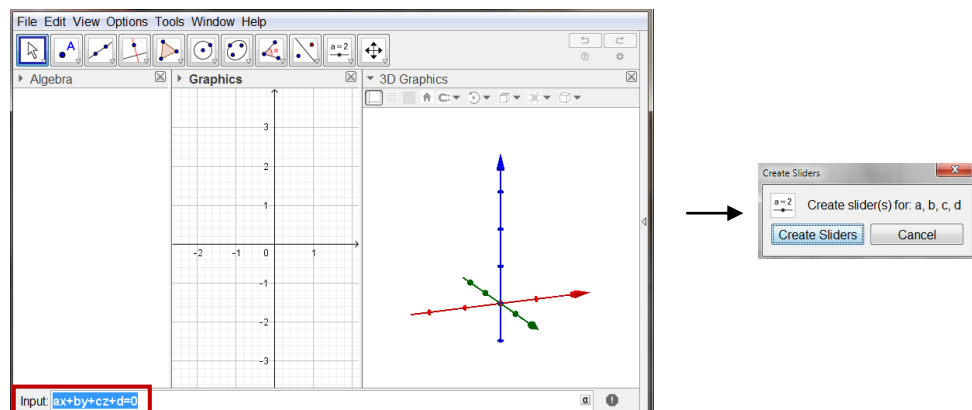 File Edit View Options Tools Window Help
A
α
a=2
Algebra
Graphics
3D Graphics
3
2
-2 -1 0 1
-1
-2
-3
Input: ax+by+cz+d=0
α
Create Sliders
a=2
Create slider(s) for: a, b, c, d
Create Sliders Cancel